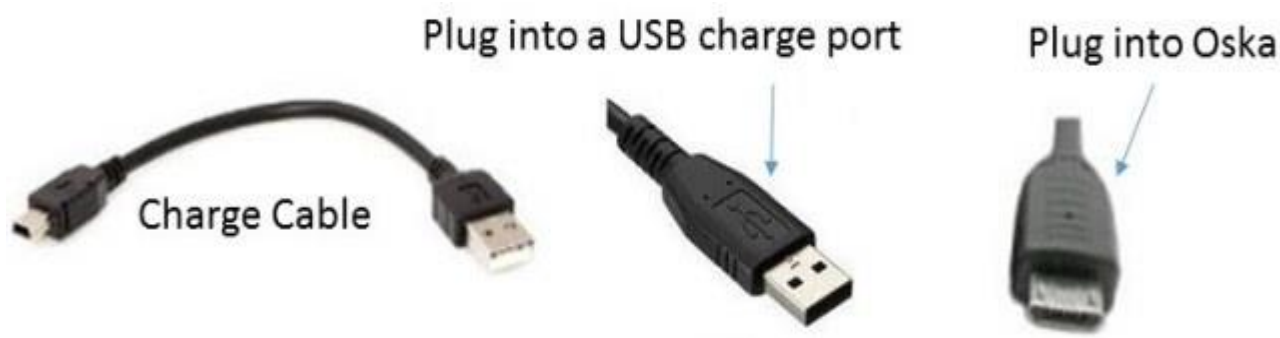 Plug into a USB charge port
Plug into Oska
Charge Cable